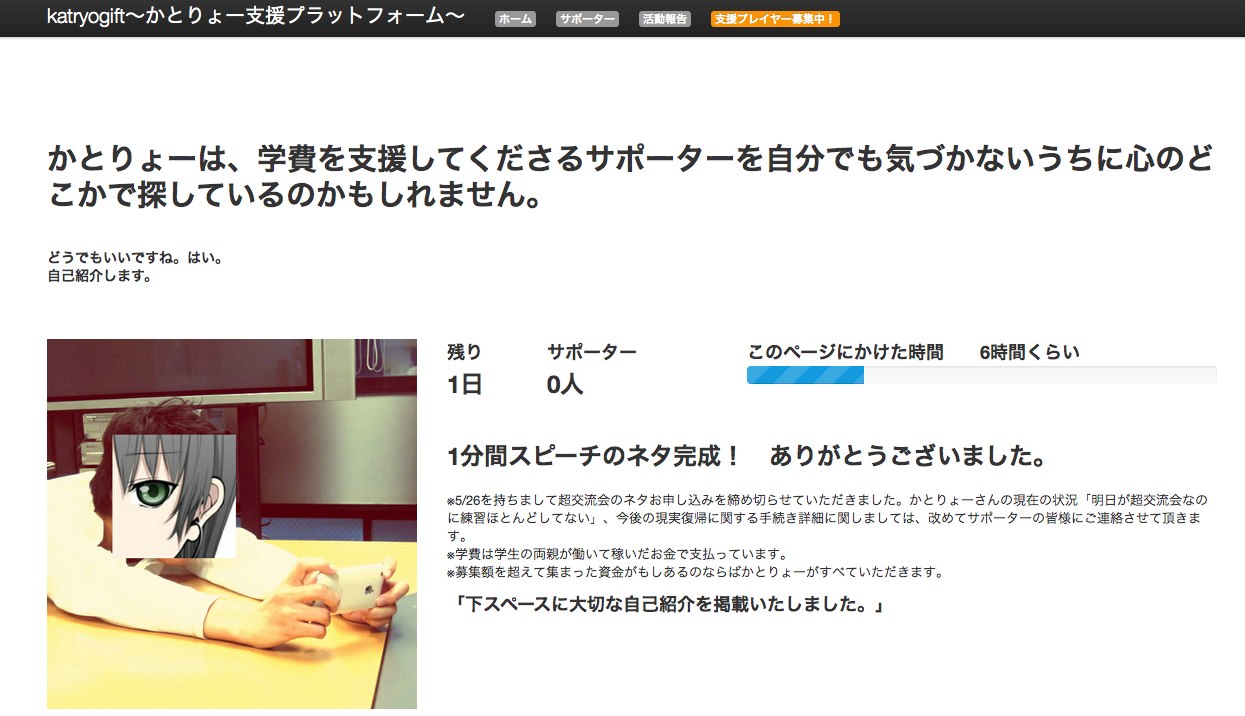 katryogift〜かとりょー支援プラットフォーム〜 ホーム サポーター 活動報告 支援プレイヤー募集中！
かとりょーは、学費を支援してくださるサポーターを自分でも気づかないうちに心のど
こかで探しているのかもしれません。
どうでもいいですね。はい。
自己紹介します。
残り サポーター このページにかけた時間 6時間くらい
1日 0人
1分間スピーチのネタ完成！ ありがとうございました。
※5/26を持ちまして超交流会のネタお申し込みを締め切らせていただきました。かとりょーさんの現在の状況「明日が超交流会なの
に練習ほとんどしてない」、今後の現実復帰に関する手続き詳細に関しましては、改めてサポーターの皆様にご連絡させて頂きま
す。
※学費は学生の両親が働いて稼いだお金で支払っています。
※募集額を超えて集まった資金がもしあるのならばかとりょーがすべていただきます。
「下スペースに大切な自己紹介を掲載いたしました。」